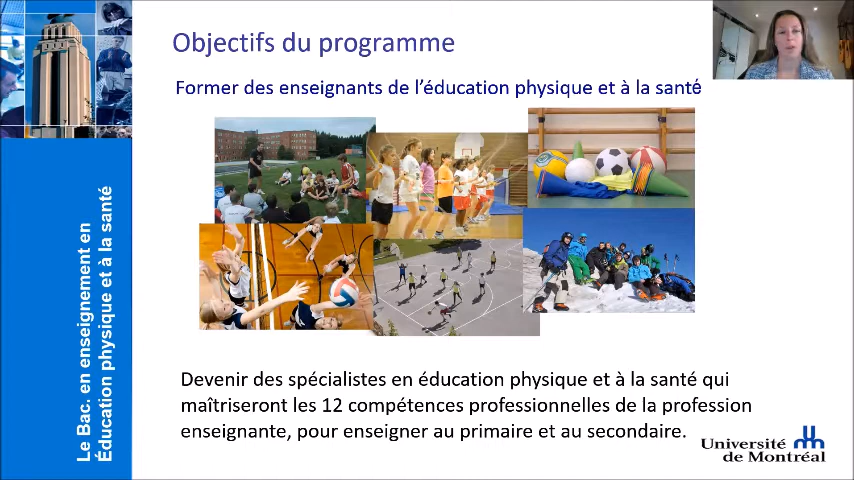 Objectifs du programme
Former des enseignants de l'éducation physique et à la santé
Le Bac. en enseignement en
Éducation physique et à la santé
Devenir des spécialistes en éducation physique et à la santé qui
maîtriseront les 12 compétences professionnelles de la profession
enseignante, pour enseigner au primaire et au secondaire.
Université
de Montréal